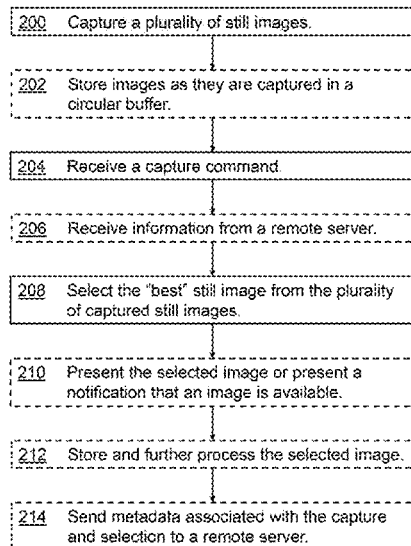 200 Capture a plurality of still images.
202 Store images as they are captured in a
circular buffer.
204 Receive a capture command.
206 Receive information from a remote server.
208 Select the "best" still image from the plurality
of captured still images.
210 Present the selected image or present a
notification that an image is available.
212 Store and further process the selected image.
214 Send metadata associated with the capture
and selection to a remote server.